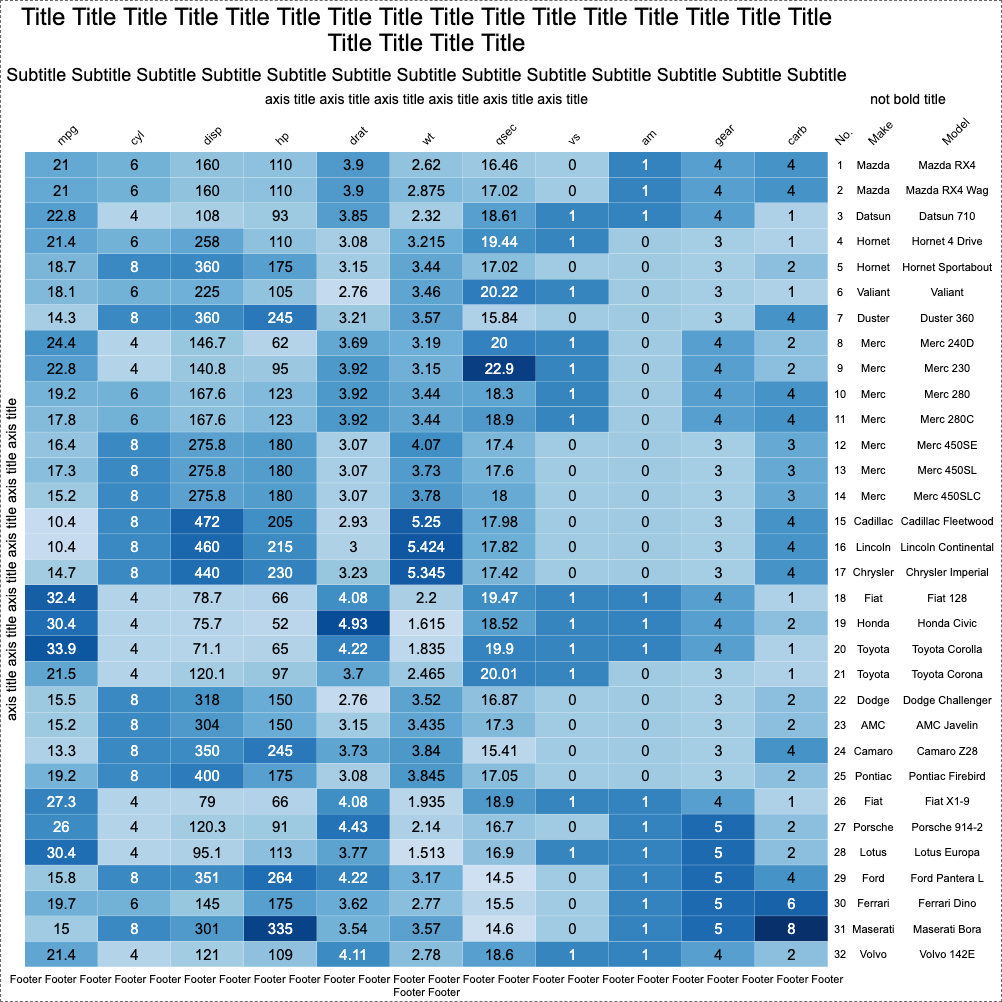 Title Title Title Title Title Title Title Title Title Title Title Title Title Title Title Title
Title Title Title Title
Subtitle Subtitle Subtitle Subtitle Subtitle Subtitle Subtitle Subtitle Subtitle Subtitle Subtitle Subtitle Subtitle
axis title axis title axis title axis title axis title axis title not bold title
mpg cyl disp hp drat wt qsec vs am gear carb No. Make Model
21 6 160 110 3.9 2.62 16.46 0 1 4 4 1 Mazda Mazda RX4
21 6 160 110 3.9 2.875 17.02 0 1 4 4 2 Mazda Mazda RX4 Wag
22.8 4 108 93 3.85 2.32 18.61 1 1 4 1 3 Datsun Datsun 710
21.4 6 258 110 3.08 3.215 19.44 1 0 3 1 4 Hornet Hornet 4 Drive
18.7 8 360 175 3.15 3.44 17.02 0 0 3 2 5 Hornet Hornet Sportabout
18.1 6 225 105 2.76 3.46 20.22 1 0 3 1 6 Valiant Valiant
14.3 8 360 245 3.21 3.57 15.84 0 0 3 4 7 Duster Duster 360
24.4 4 146.7 62 3.69 3.19 20 1 0 4 2 8 Merc Merc 240D
22.8 4 140.8 95 3.92 3.15 22.9 1 0 4 2 9 Merc Merc 230
19.2 6 167.6 123 3.92 3.44 18.3 1 0 4 4 10 Merc Merc 280
17.8 6 167.6 123 3.92 3.44 18.9 1 0 4 4 11 Merc Merc 280C
16.4 8 275.8 180 3.07 4.07 17.4 0 0 3 3 12 Merc Merc 450SE
17.3 8 275.8 180 3.07 3.73 17.6 0 0 3 3 13 Merc Merc 450SL
15.2 8 275.8 180 3.07 3.78 18 0 0 3 3 14 Merc Merc 450SLC
10.4 8 472 205 2.93 5.25 17.98 0 0 3 4 15 Cadillac Cadillac Fleetwood
10.4 8 460 215 3 5.424 17.82 0 0 3 4 16 Lincoln Lincoln Continental
14.7 8 440 230 3.23 5.345 17.42 0 0 3 4 17 Chrysler Chrysler Imperial
32.4 4 78.7 66 4.08 2.2 19.47 1 1 4 1 18 Fiat Fiat 128
30.4 4 75.7 52 4.93 1.615 18.52 1 1 4 2 19 Honda Honda Civic
33.9 4 71.1 65 4.22 1.835 19.9 1 1 4 1 20 Toyota Toyota Corolla
21.5 4 120.1 97 3.7 2.465 20.01 1 0 3 1 21 Toyota Toyota Corona
15.5 8 318 150 2.76 3.52 16.87 0 0 3 2 22 Dodge Dodge Challenger
15.2 8 304 150 3.15 3.435 17.3 0 0 3 2 23 AMC AMC Javelin
13.3 8 350 245 3.73 3.84 15.41 0 0 3 4 24 Camaro Camaro Z28
19.2 8 400 175 3.08 3.845 17.05 0 0 3 2 25 Pontiac Pontiac Firebird
27.3 4 79 66 4.08 1.935 18.9 1 1 4 1 26 Fiat Fiat X1-9
26 4 120.3 91 4.43 2.14 16.7 0 1 5 2 27 Porsche Porsche 914-2
30.4 4 95.1 113 3.77 1.513 16.9 1 1 5 2 28 Lotus Lotus Europa
15.8 8 351 264 4.22 3.17 14.5 0 1 5 4 29 Ford Ford Pantera L
19.7 6 145 175 3.62 2.77 15.5 0 1 5 6 30 Ferrari Ferrari Dino
15 8 301 335 3.54 3.57 14.6 0 1 5 8 31 Maserati Maserati Bora
21.4 4 121 109 4.11 2.78 18.6 1 1 4 2 32 Volvo Volvo 142E
axis title axis title axis title axis title axis title axis title
Footer Footer Footer Footer Footer Footer Footer Footer Footer Footer Footer Footer Footer Footer Footer Footer Footer Footer Footer Footer Footer Footer
Footer Footer